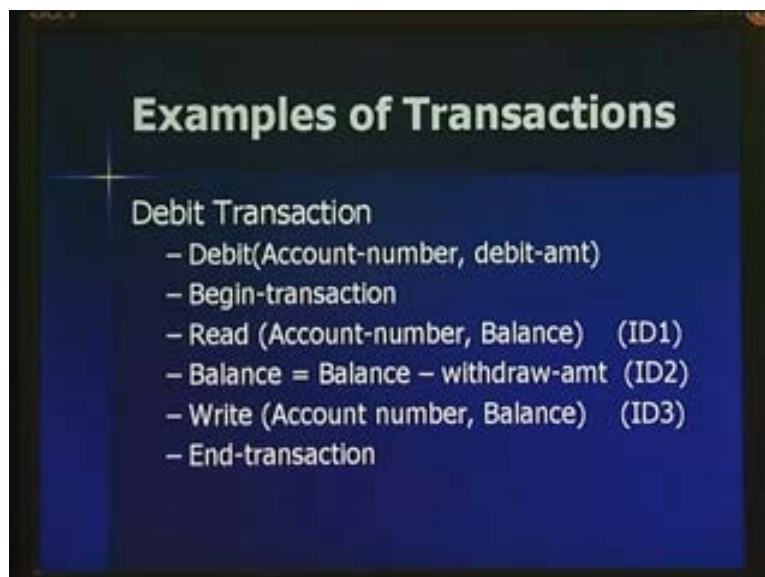 Examples of Transactions
Debit Transaction
– Debit(Account-number, debit-amt)
– Begin-transaction
– Read (Account-number, Balance) (ID1)
– Balance = Balance – withdraw-amt (ID2)
– Write (Account number, Balance) (ID3)
– End-transaction